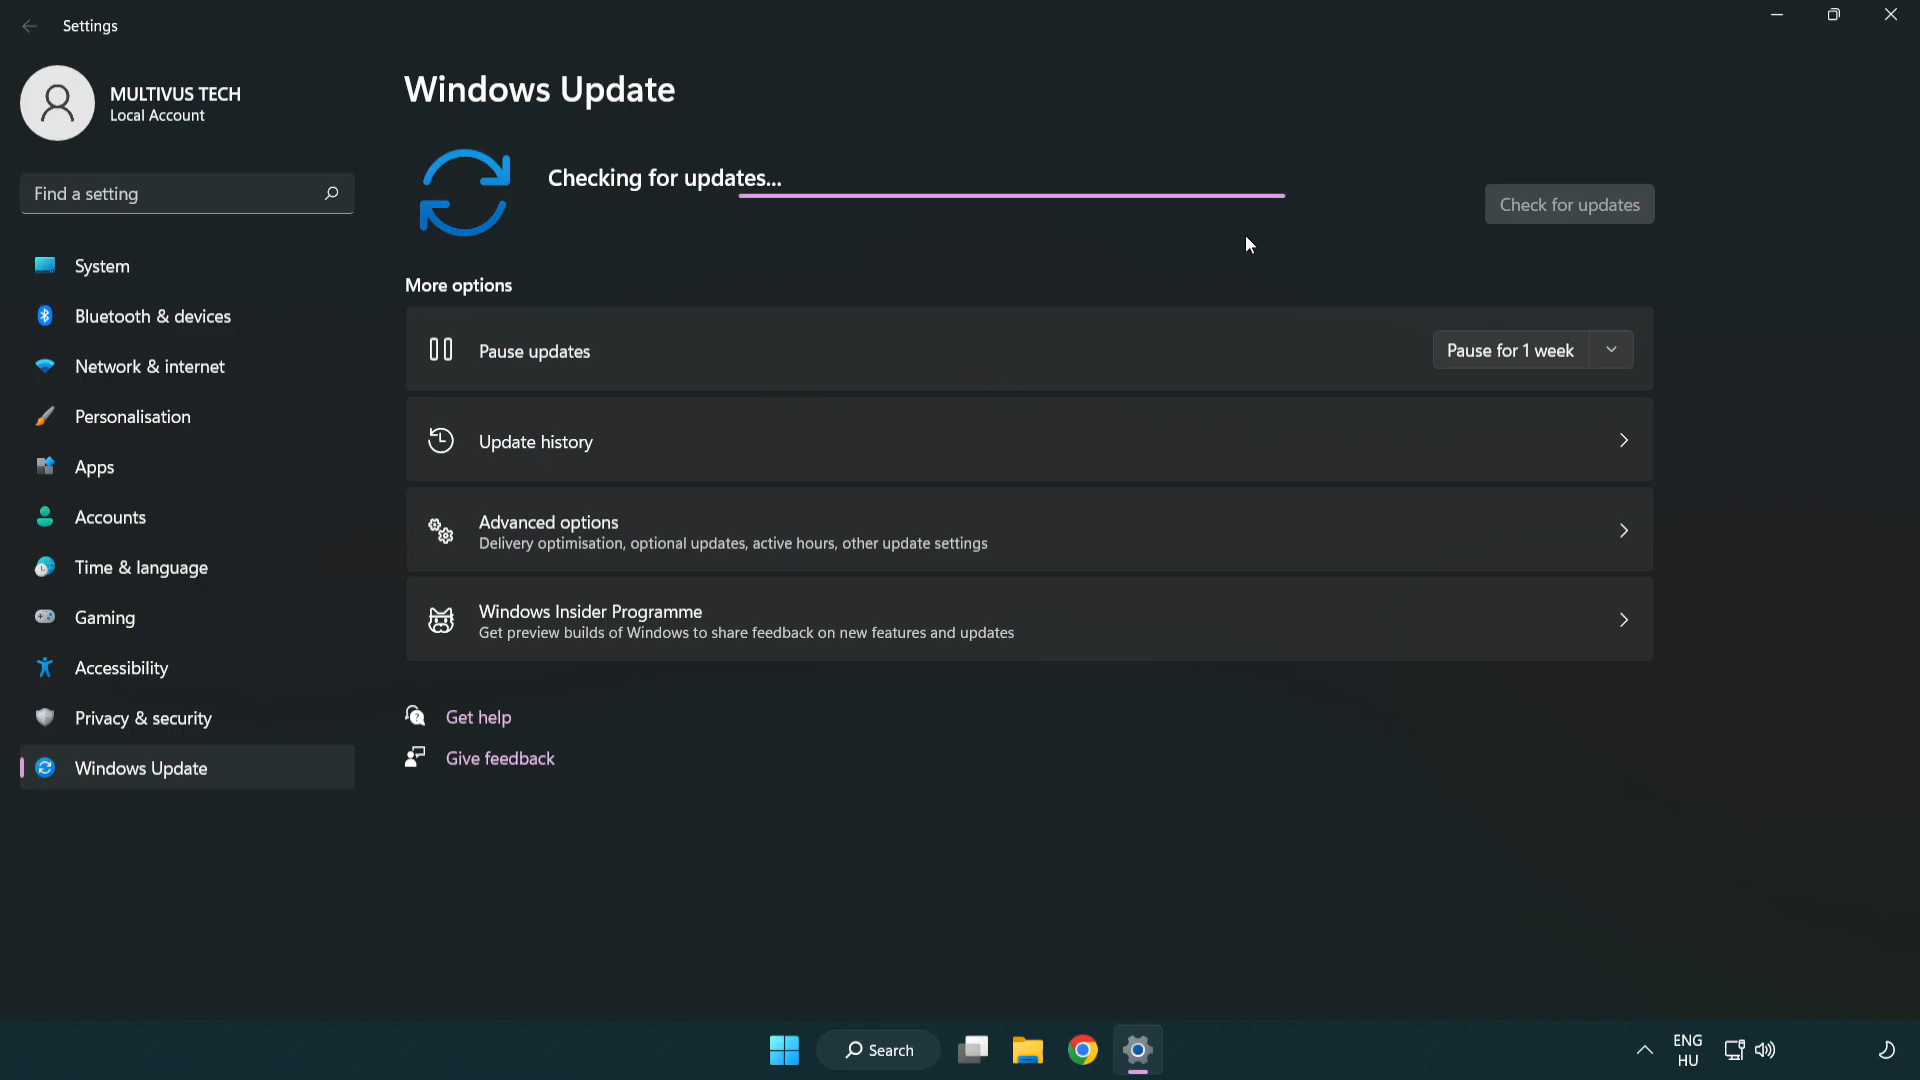 Settings
MULTIVUS TECH
Local Account
Find a setting
System
Bluetooth & devices
Network & internet
Personalisation
Apps
Accounts
Time & language
Gaming
Accessibility
Privacy & security
Windows Update
Windows Update
Checking for updates...
Check for updates
More options
Pause updates
Pause for 1 week
Update history
Advanced options
Delivery optimisation, optional updates, active hours, other update settings
Windows Insider Programme
Get preview builds of Windows to share feedback on new features and updates
Get help
Give feedback
Search
ENG
HU